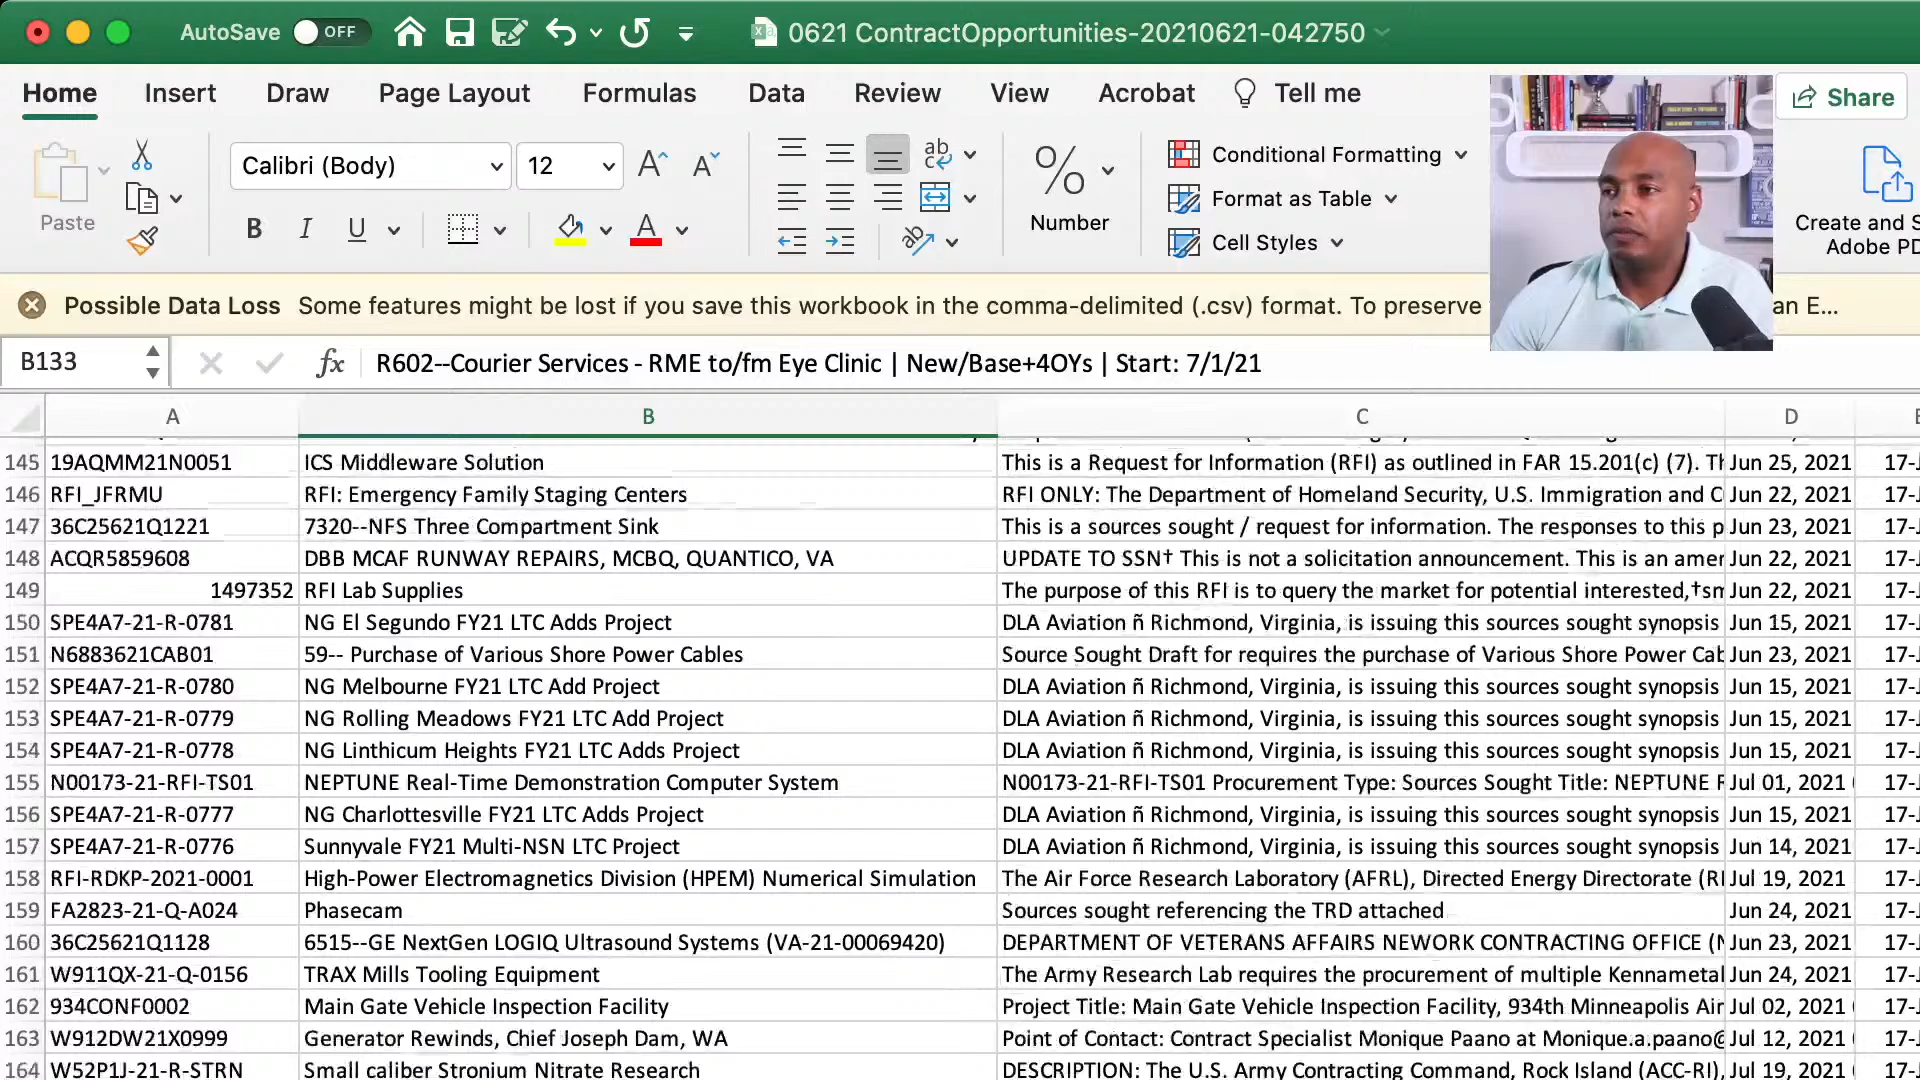 AutoSave OFF 0621 ContractOpportunities-20210621-042750
Home Insert Draw Page Layout Formulas Data Review View Acrobat Tell me Share
Paste Calibri (Body) 12 A A ab c % Number Conditional Formatting
Format as Table
B I U A ab Cell Styles
Create and S
Adobe PD
Possible Data Loss Some features might be lost if you save this workbook in the comma-delimited (.csv) format. To preserve an E...
B133 fx R602--Courier Services - RME to/fm Eye Clinic | New/Base+4OYs | Start: 7/1/21
A B C D
145 19AQMM21N0051 ICS Middleware Solution This is a Request for Information (RFI) as outlined in FAR 15.201(c) (7). Th Jun 25, 2021 17-J
146 RFI_JFRMU RFI: Emergency Family Staging Centers RFI ONLY: The Department of Homeland Security, U.S. Immigration and C Jun 22, 2021 17-J
147 36C25621Q1221 7320--NFS Three Compartment Sink This is a sources sought / request for information. The responses to this p Jun 23, 2021 17-J
148 ACQR5859608 DBB MCAF RUNWAY REPAIRS, MCBQ, QUANTICO, VA UPDATE TO SSN† This is not a solicitation announcement. This is an amer Jun 22, 2021 17-J
149 1497352 RFI Lab Supplies The purpose of this RFI is to query the market for potential interested,†sm Jun 22, 2021 17-J
150 SPE4A7-21-R-0781 NG El Segundo FY21 LTC Adds Project DLA Aviation ñ Richmond, Virginia, is issuing this sources sought synopsis Jun 15, 2021 17-J
151 N6883621CAB01 59-- Purchase of Various Shore Power Cables Source Sought Draft for requires the purchase of Various Shore Power Cab Jun 23, 2021 17-J
152 SPE4A7-21-R-0780 NG Melbourne FY21 LTC Add Project DLA Aviation ñ Richmond, Virginia, is issuing this sources sought synopsis Jun 15, 2021 17-J
153 SPE4A7-21-R-0779 NG Rolling Meadows FY21 LTC Add Project DLA Aviation ñ Richmond, Virginia, is issuing this sources sought synopsis Jun 15, 2021 17-J
154 SPE4A7-21-R-0778 NG Linthicum Heights FY21 LTC Adds Project DLA Aviation ñ Richmond, Virginia, is issuing this sources sought synopsis Jun 15, 2021 17-J
155 N00173-21-RFI-TS01 NEPTUNE Real-Time Demonstration Computer System N00173-21-RFI-TS01 Procurement Type: Sources Sought Title: NEPTUNE R Jul 01, 2021 17-J
156 SPE4A7-21-R-0777 NG Charlottesville FY21 LTC Adds Project DLA Aviation ñ Richmond, Virginia, is issuing this sources sought synopsis Jun 15, 2021 17-J
157 SPE4A7-21-R-0776 Sunnyvale FY21 Multi-NSN LTC Project DLA Aviation ñ Richmond, Virginia, is issuing this sources sought synopsis Jun 14, 2021 17-J
158 RFI-RDKP-2021-0001 High-Power Electromagnetics Division (HPEM) Numerical Simulation The Air Force Research Laboratory (AFRL), Directed Energy Directorate (RI Jul 19, 2021 17-J
159 FA2823-21-Q-A024 Phasecam Sources sought referencing the TRD attached Jun 24, 2021 17-J
160 36C25621Q1128 6515--GE NextGen LOGIQ Ultrasound Systems (VA-21-00069420) DEPARTMENT OF VETERANS AFFAIRS NEWORK CONTRACTING OFFICE (N Jun 23, 2021 17-J
161 W911QX-21-Q-0156 TRAX Mills Tooling Equipment The Army Research Lab requires the procurement of multiple Kennametal Jun 24, 2021 17-J
162 934CONF0002 Main Gate Vehicle Inspection Facility Project Title: Main Gate Vehicle Inspection Facility, 934th Minneapolis Air Jul 02, 2021 17-J
163 W912DW21X0999 Generator Rewinds, Chief Joseph Dam, WA Point of Contact: Contract Specialist Monique Paano at Monique.a.paano@ Jul 12, 2021 17-J
164 W52P1J-21-R-STRN Small caliber Stronium Nitrate Research DESCRIPTION: The U.S. Army Contracting Command, Rock Island (ACC-RI), Jul 19, 2021 17-J